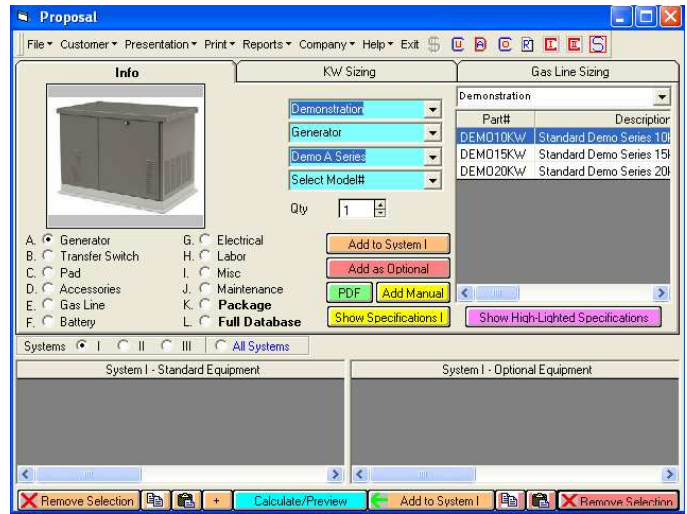 Proposal
File Customer Presentation Print Reports Company Help Exit
Info KW Sizing Gas Line Sizing
Demonstration
Generator
Demo A Series
Select Model#
Qty 1
Demonstration
Part# Description
DEMO10KW Standard Demo Series 10
DEMO15KW Standard Demo Series 15
DEMO20KW Standard Demo Series 20
A. Generator
B. Transfer Switch
C. Pad
D. Accessories
E. Gas Line
F. Battery
G. Electrical
H. Labor
I. Misc
J. Maintenance
K. Package
L. Full Database
Add to System I
Add as Optional
PDF Add Manual
Show Specifications I
Show High-Lighted Specifications
Systems I II III All Systems
System I - Standard Equipment System I - Optional Equipment
Remove Selection + Calculate/Preview Add to System I Remove Selection